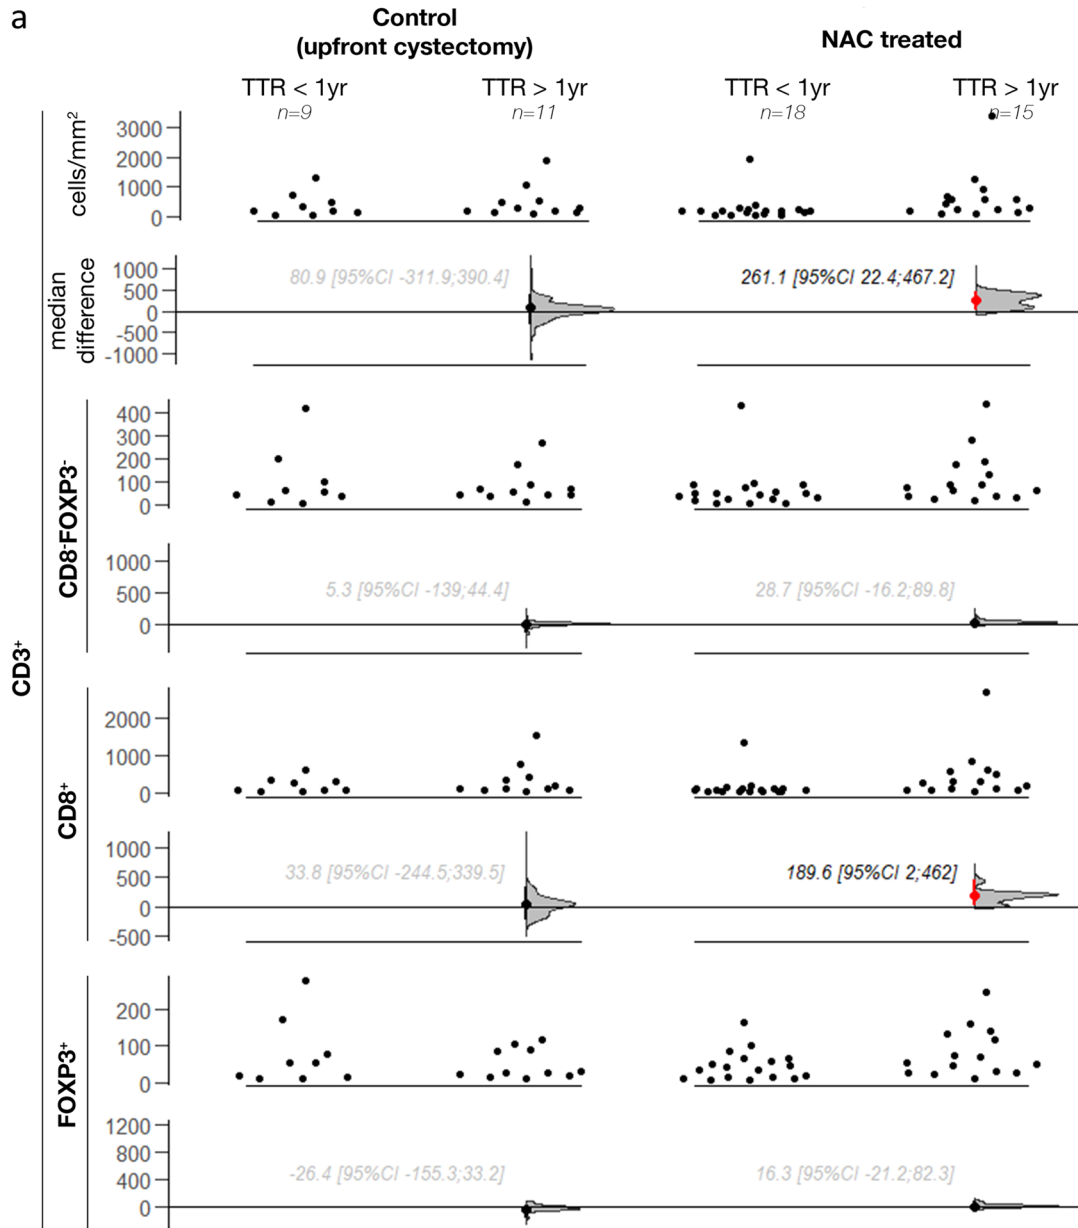 a
Control
(upfront cystectomy)
NAC treated
TTR < 1yr
n=9
TTR > 1yr
n=11
TTR < 1yr
n=18
TTR > 1yr
n=15
CD3⁺
cells/mm²
3000
2000
1000
0
median
difference
1000
500
0
-500
-1000
80.9 [95%CI -311.9;390.4]
261.1 [95%CI 22.4;467.2]
CD8⁻FOXP3⁻
400
300
200
100
0
1000
500
0
5.3 [95%CI -139;44.4]
28.7 [95%CI -16.2;89.8]
CD8⁺
2000
1000
0
1000
500
0
-500
33.8 [95%CI -244.5;339.5]
189.6 [95%CI 2;462]
FOXP3⁺
200
100
0
1200
800
400
0
-26.4 [95%CI -155.3;33.2]
16.3 [95%CI -21.2;82.3]